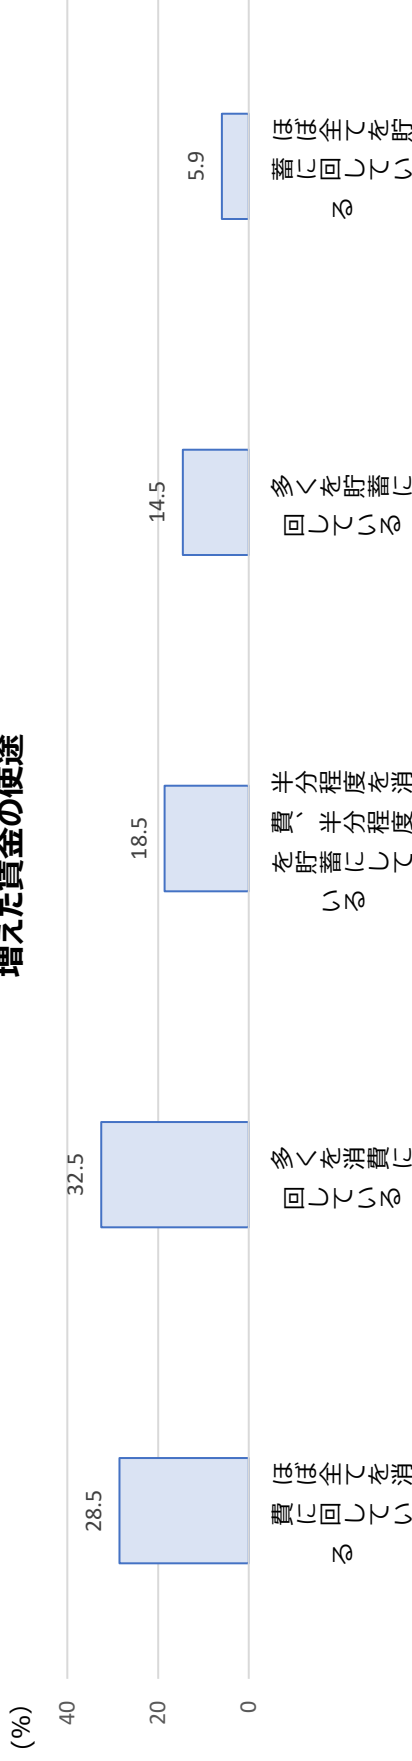 増えた賃金の使途
(%)
40
20
0
28.5
32.5
18.5
14.5
5.9
ほぼ全てを消
費に回してい
る
多くを消費に
回している
半分程度を消
費、半分程度
を貯蓄にして
いる
多くを貯蓄に
回している
ほぼ全てを貯
蓄に回してい
る